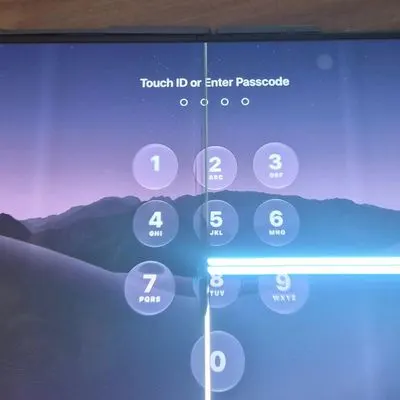 Touch ID or Enter Passcode
1 2 3
ABC DEF
4 5 6
GHI JKL MNO
7 8 9
PQRS TUV WXYZ
0